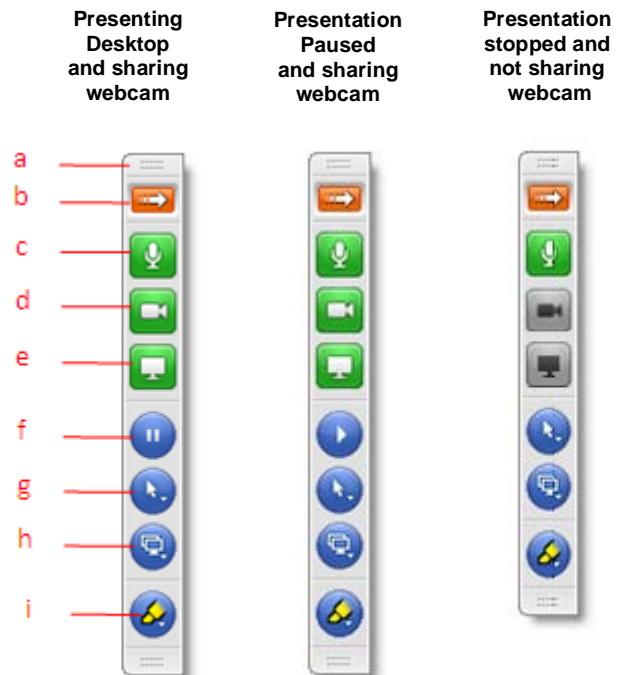 Presenting
Desktop
and sharing
webcam
Presentation
Paused
and sharing
webcam
Presentation
stopped and
not sharing
webcam
a
b
c
d
e
f
g
h
i